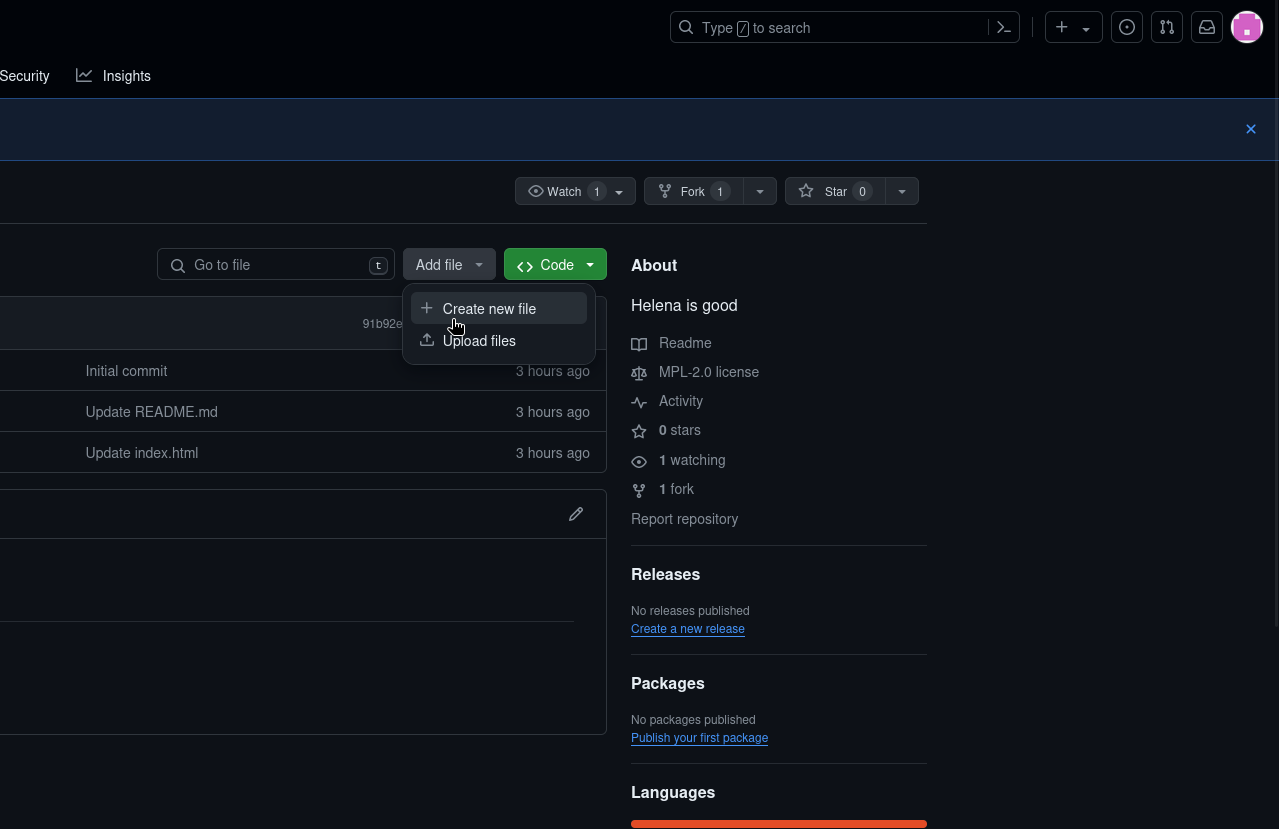 Type / to search
Security
Insights
Watch 1
Fork 1
Star 0
Go to file t
Add file
Code
Create new file
Upload files
91b92e
Initial commit 3 hours ago
Update README.md 3 hours ago
Update index.html 3 hours ago
About
Helena is good
Readme
MPL-2.0 license
Activity
0 stars
1 watching
1 fork
Report repository
Releases
No releases published
Create a new release
Packages
No packages published
Publish your first package
Languages